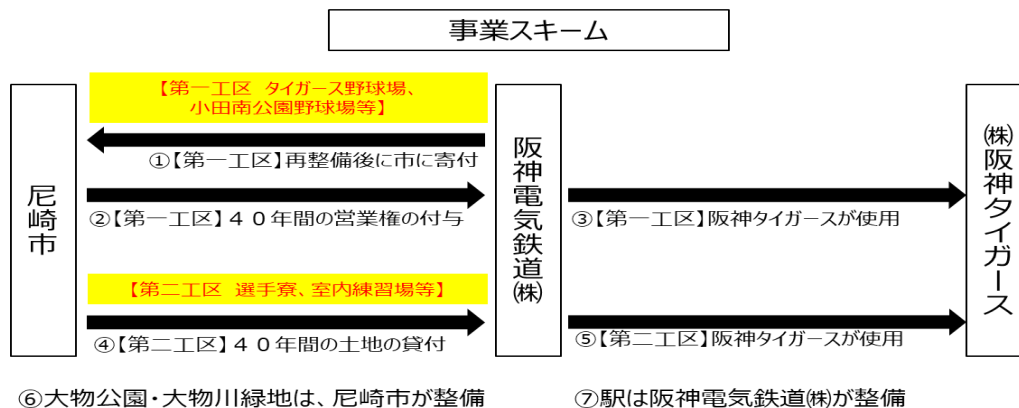 事業スキーム
【第一工区 タイガース野球場、
小田南公園野球場等】
①【第一工区】再整備後に市に寄付
尼崎市
②【第一工区】４０年間の営業権の付与
阪神電気鉄道㈱
③【第一工区】阪神タイガースが使用
㈱阪神タイガース
【第二工区 選手寮、室内練習場等】
④【第二工区】４０年間の土地の貸付
⑤【第二工区】阪神タイガースが使用
⑥大物公園・大物川緑地は、尼崎市が整備
⑦駅は阪神電気鉄道㈱が整備